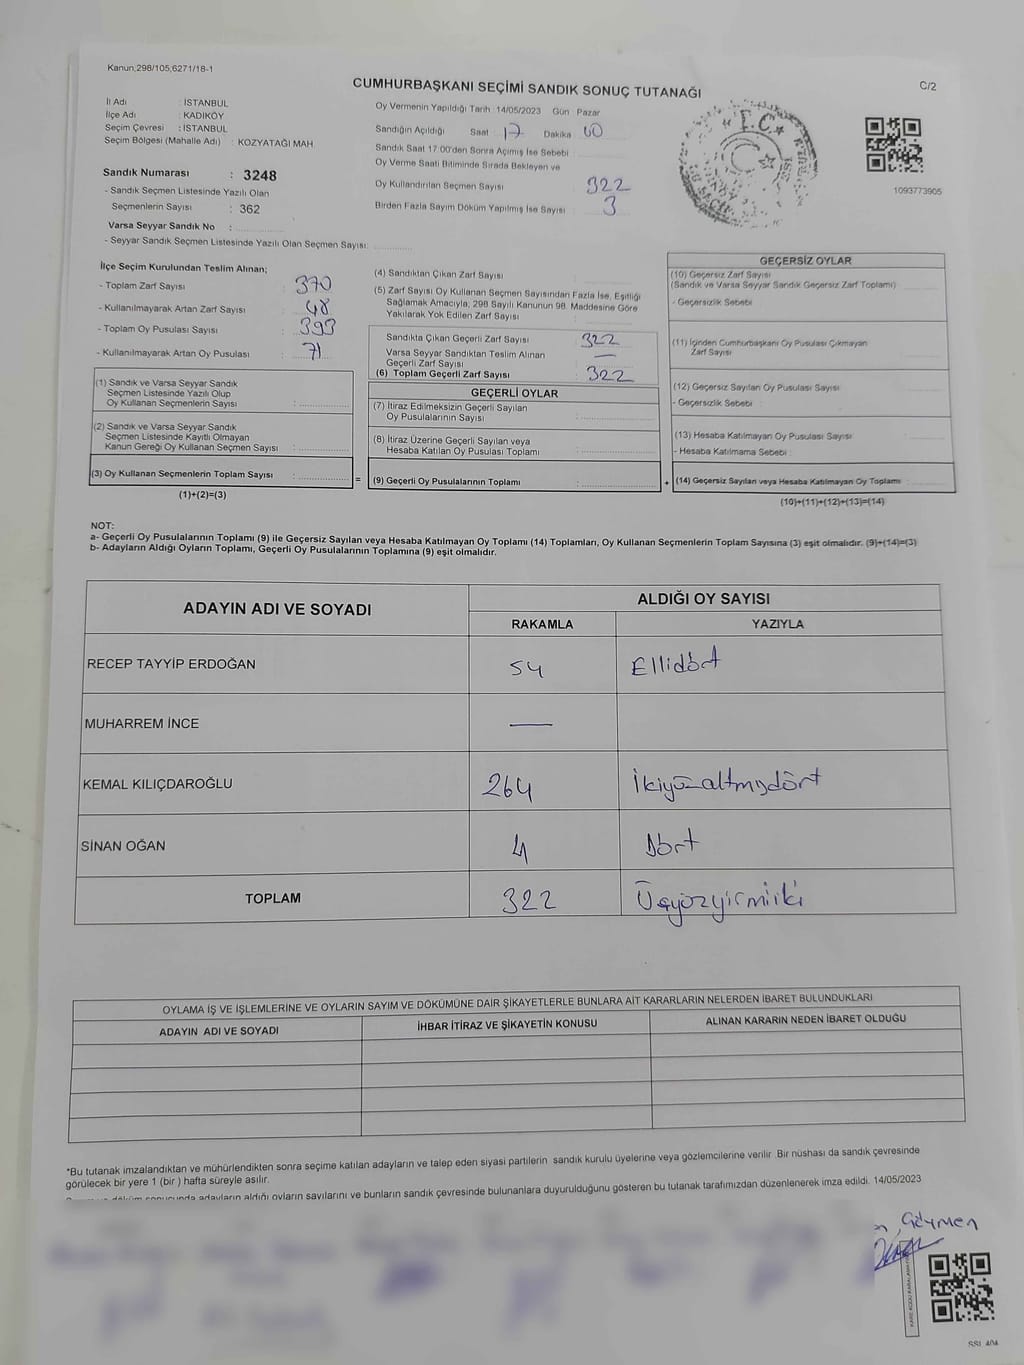 Kanun,298/105,6271/18-1
CUMHURBAŞKANI SEÇİMİ SANDIK SONUÇ TUTANAĞI
C/2
İl Adı : İSTANBUL
İlçe Adı : KADIKÖY
Seçim Çevresi : İSTANBUL
Seçim Bölgesi (Mahalle Adı) : KOZYATAĞI MAH
Sandık Numarası : 3248
- Sandık Seçmen Listesinde Yazılı Olan
Seçmenlerin Sayısı : 362
Varsa Seyyar Sandık No :
- Seyyar Sandık Seçmen Listesinde Yazılı Olan Seçmen Sayısı:
Oy Vermenin Yapıldığı Tarih : 14/05/2023 Gün : Pazar
Sandığın Açıldığı Saat 17 Dakika 00
Sandık Saat 17:00'den Sonra Açımış İse Sebebi
Oy Verme Saati Bitiminde Sırada Bekleyen ve
Oy Kullandırılan Seçmen Sayısı 322
Birden Fazla Sayım Döküm Yapılmış İse Sayısı 3
T.C.
1093773905
İlçe Seçim Kurulundan Teslim Alınan;
- Toplam Zarf Sayısı : 370
- Kullanılmayarak Artan Zarf Sayısı : 48
- Toplam Oy Pusulası Sayısı : 393
- Kullanılmayarak Artan Oy Pusulası : 71
(1) Sandık ve Varsa Seyyar Sandık
Seçmen Listesinde Yazılı Olup
Oy Kullanan Seçmenlerin Sayısı :
(2) Sandık ve Varsa Seyyar Sandık
Seçmen Listesinde Kayıtlı Olmayan
Kanun Gereği Oy Kullanan Seçmen Sayısı :
(3) Oy Kullanan Seçmenlerin Toplam Sayısı :
(1)+(2)=(3)
=
(4) Sandıktan Çıkan Zarf Sayısı :
(5) Zarf Sayısı Oy Kullanan Seçmen Sayısından Fazla İse, Eşitliği
Sağlamak Amacıyla, 298 Sayılı Kanunun 98. Maddesine Göre
Yakılarak Yok Edilen Zarf Sayısı :
Sandıkta Çıkan Geçerli Zarf Sayısı : 322
Varsa Seyyar Sandıktan Teslim Alınan
Geçerli Zarf Sayısı : —
(6) Toplam Geçerli Zarf Sayısı : 322
GEÇERLİ OYLAR
(7) İtiraz Edilmeksizin Geçerli Sayılan
Oy Pusulalarının Sayısı :
(8) İtiraz Üzerine Geçerli Sayılan veya
Hesaba Katılan Oy Pusulası Toplamı :
(9) Geçerli Oy Pusulalarının Toplamı :
+
GEÇERSİZ OYLAR
(10) Geçersiz Zarf Sayısı
(Sandık ve Varsa Seyyar Sandık Geçersiz Zarf Toplamı)
- Geçersizlik Sebebi :
(11) İçinden Cumhurbaşkanı Oy Pusulası Çıkmayan
Zarf Sayısı
(12) Geçersiz Sayılan Oy Pusulası Sayısı
- Geçersizlik Sebebi :
(13) Hesaba Katılmayan Oy Pusulası Sayısı
- Hesaba Katılmama Sebebi :
(14) Geçersiz Sayılan veya Hesaba Katılmayan Oy Toplamı :
(10)+(11)+(12)+(13)=(14)
NOT:
a- Geçerli Oy Pusulalarının Toplamı (9) ile Geçersiz Sayılan veya Hesaba Katılmayan Oy Toplamı (14) Toplamları, Oy Kullanan Seçmenlerin Toplam Sayısına (3) eşit olmalıdır. (9)+(14)=(3)
b- Adayların Aldığı Oyların Toplamı, Geçerli Oy Pusulalarının Toplamına (9) eşit olmalıdır.
ADAYIN ADI VE SOYADI
ALDIĞI OY SAYISI
RAKAMLA YAZIYLA
RECEP TAYYİP ERDOĞAN 54 Ellidört
MUHARREM İNCE —
KEMAL KILIÇDAROĞLU 264 İkiyüzaltmışdört
SİNAN OĞAN 4 Dört
TOPLAM 322 Üçyüzyirmiiki
OYLAMA İŞ VE İŞLEMLERİNE VE OYLARIN SAYIM VE DÖKÜMÜNE DAİR ŞİKAYETLERLE BUNLARA AİT KARARLARIN NELERDEN İBARET BULUNDUKLARI
ADAYIN ADI VE SOYADI İHBAR İTİRAZ VE ŞİKAYETİN KONUSU ALINAN KARARIN NEDEN İBARET OLDUĞU
*Bu tutanak imzalandıktan ve mühürlendikten sonra seçime katılan adayların ve talep eden siyasi partilerin sandık kurulu üyelerine veya gözlemcilerine verilir. Bir nüshası da sandık çevresinde
görülecek bir yere 1 (bir ) hafta süreyle asılır.
sonucunda adayların aldığı oyların sayılarını ve bunların sandık çevresinde bulunanlara duyurulduğunu gösteren bu tutanak tarafımızdan düzenlenerek imza edildi. 14/05/2023
SSI_404